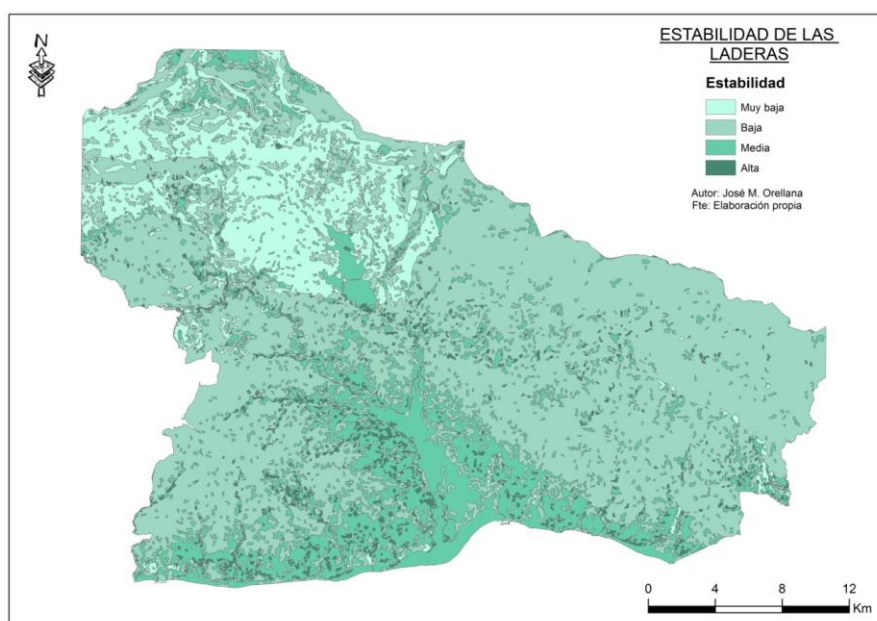 ESTABILIDAD DE LAS
LADERAS
N
Estabilidad
Muy baja
Baja
Media
Alta
Autor: José M. Orellana
Fte: Elaboración propia
0 4 8 12
Km